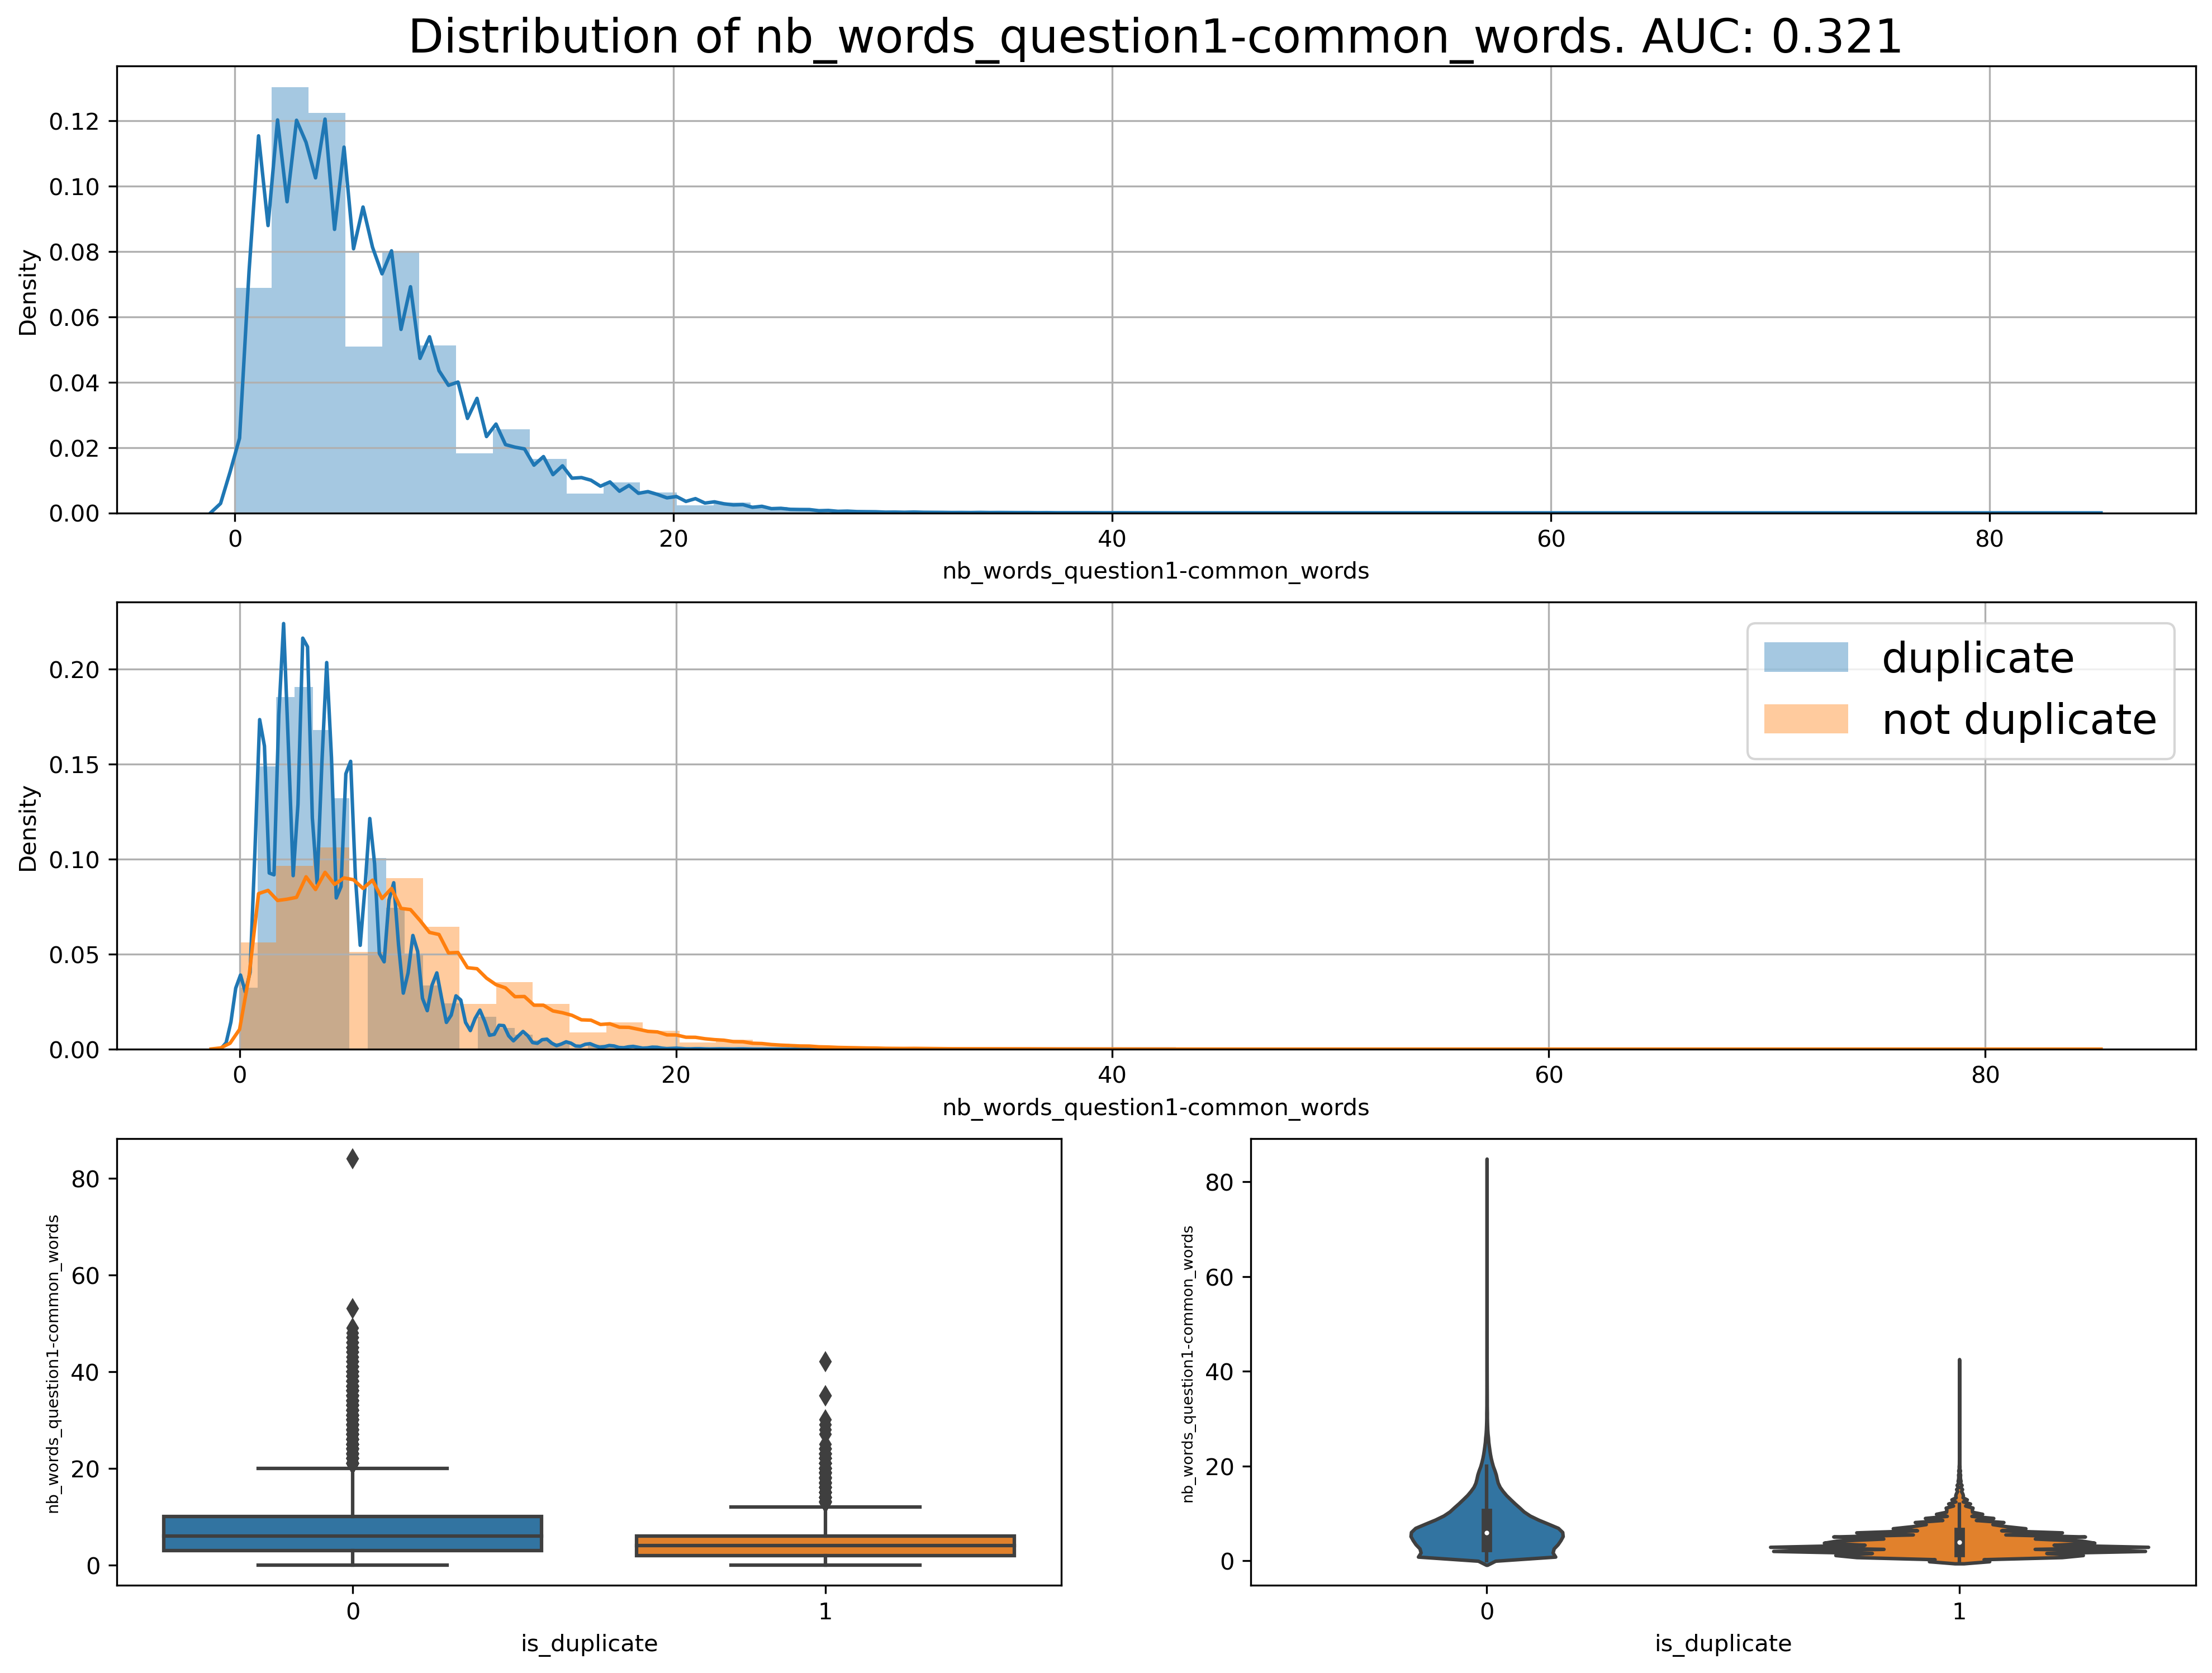 Distribution of nb_words_question1-common_words. AUC: 0.321
0.12
0.10
0.08
0.06
0.04
0.02
0.00
Density
0 20 40 60 80
nb_words_question1-common_words
duplicate
not duplicate
0.20
0.15
0.10
0.05
0.00
Density
0 20 40 60 80
nb_words_question1-common_words
80
60
40
20
0
nb_words_question1-common_words
0 1
is_duplicate
80
60
40
20
0
nb_words_question1-common_words
0 1
is_duplicate